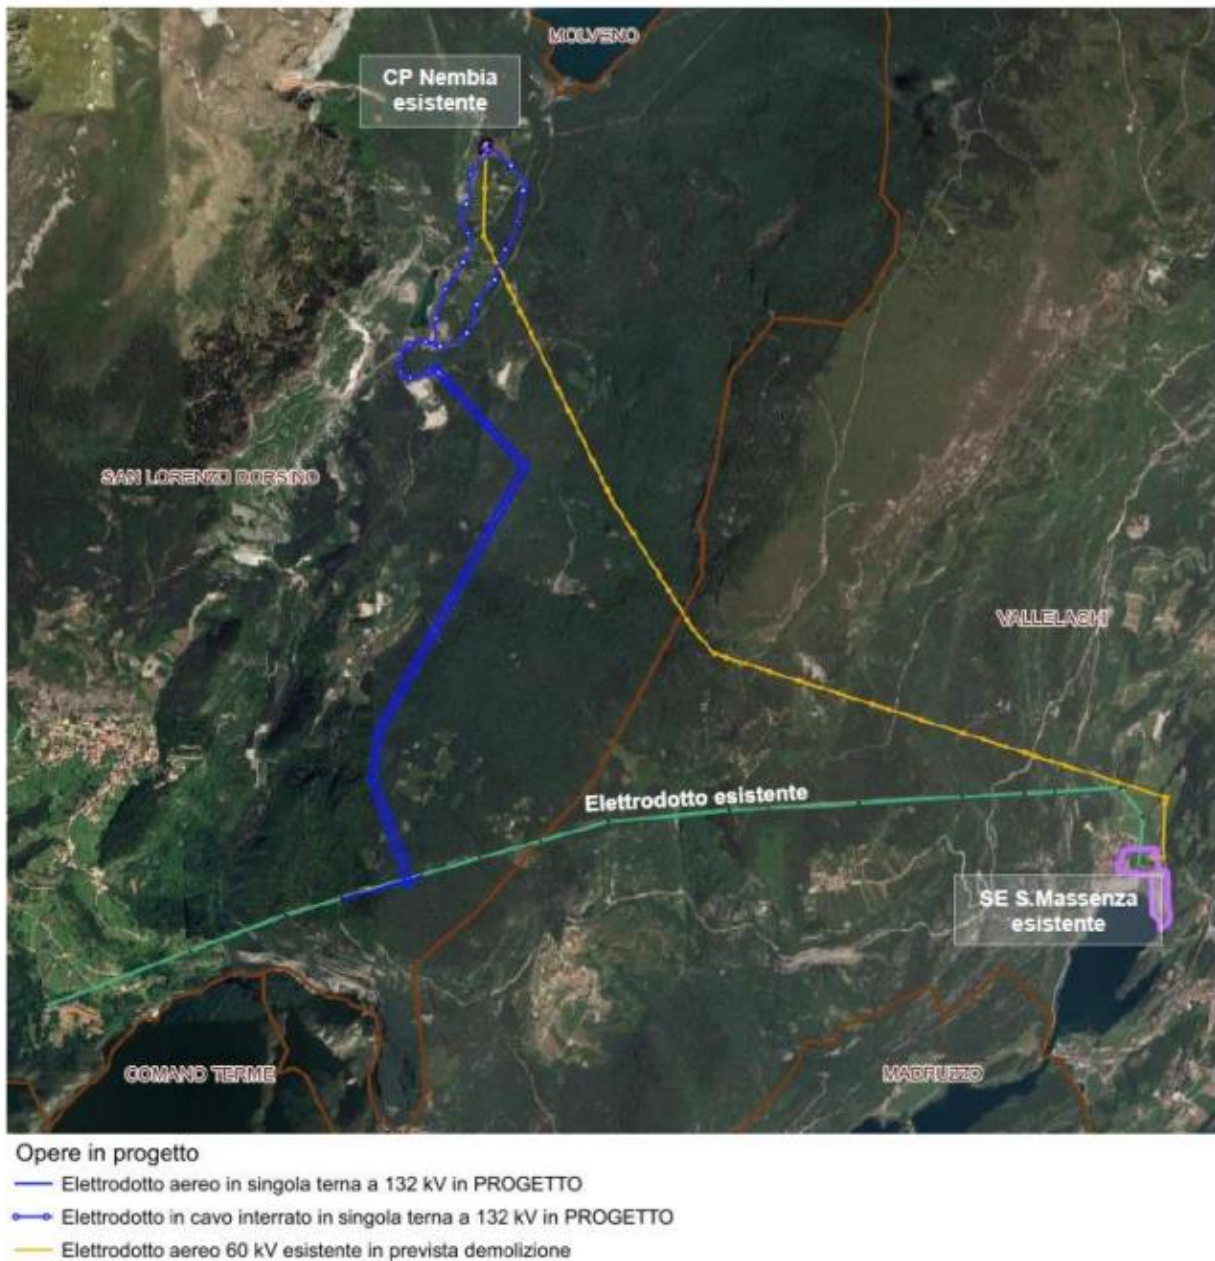 MOLVENO
CP Nembia
esistente
SAN LORENZO DORSINO
VALLELAGHI
Elettrodotto esistente
SE S.Massenza
esistente
COMANO TERME
MADRUZZO
Opere in progetto
Elettrodotto aereo in singola terna a 132 kV in PROGETTO
Elettrodotto in cavo interrato in singola terna a 132 kV in PROGETTO
Elettrodotto aereo 60 kV esistente in prevista demolizione